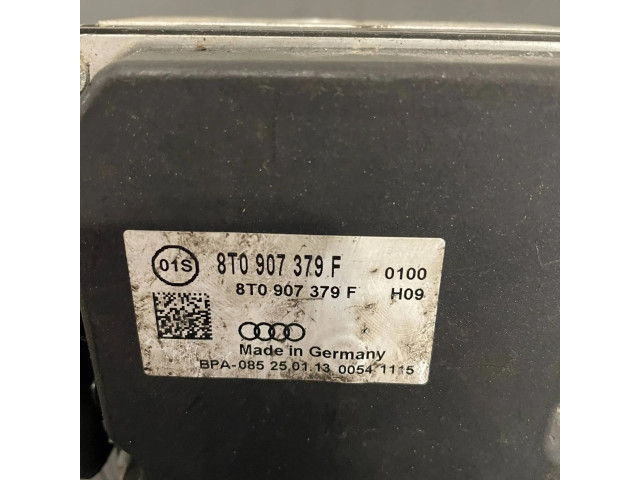 01S 8T0 907 379 F 0100
8T0 907 379 F H09
Made in Germany
BPA-085 25.01.13 0054 1115